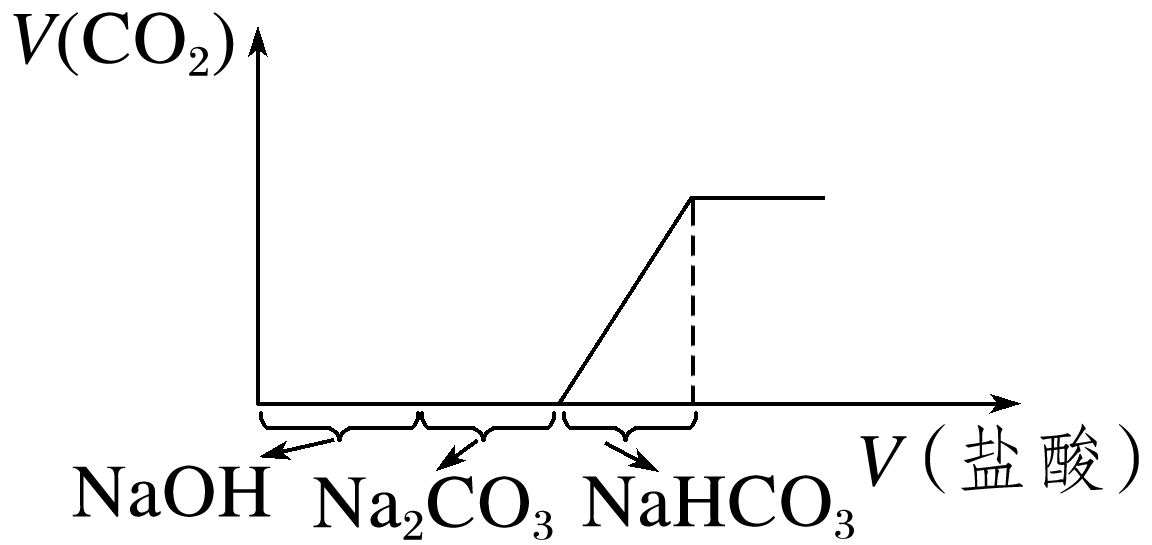 V(CO₂)
NaOH Na₂CO₃ NaHCO₃
V(盐酸)